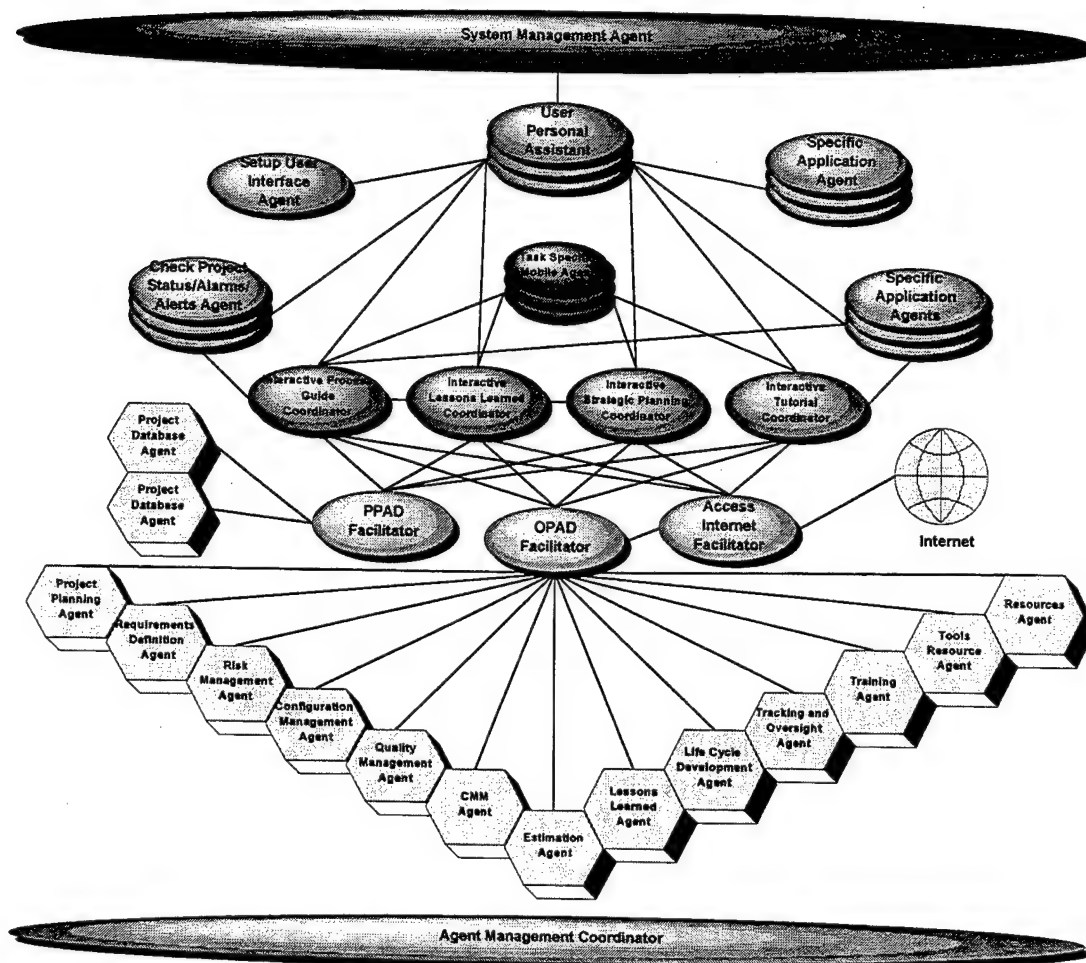 System Management Agent
User
Personal
Assistant
Setup User
Interface
Agent
Specific
Application
Agent
Check Project
Status/Alarms/
Alerts Agent
Task Specific
Mobile Agent
Specific
Application
Agents
Interactive Process
Guide
Coordinator
Interactive
Lessons Learned
Coordinator
Interactive
Strategic Planning
Coordinator
Interactive
Tutorial
Coordinator
Project
Database
Agent
Project
Database
Agent
PPAD
Facilitator
OPAD
Facilitator
Access
Internet
Facilitator
Internet
Project
Planning
Agent
Requirements
Definition
Agent
Risk
Management
Agent
Configuration
Management
Agent
Quality
Management
Agent
CMM
Agent
Estimation
Agent
Lessons
Learned
Agent
Life Cycle
Development
Agent
Tracking and
Oversight
Agent
Training
Agent
Tools
Resource
Agent
Resources
Agent
Agent Management Coordinator